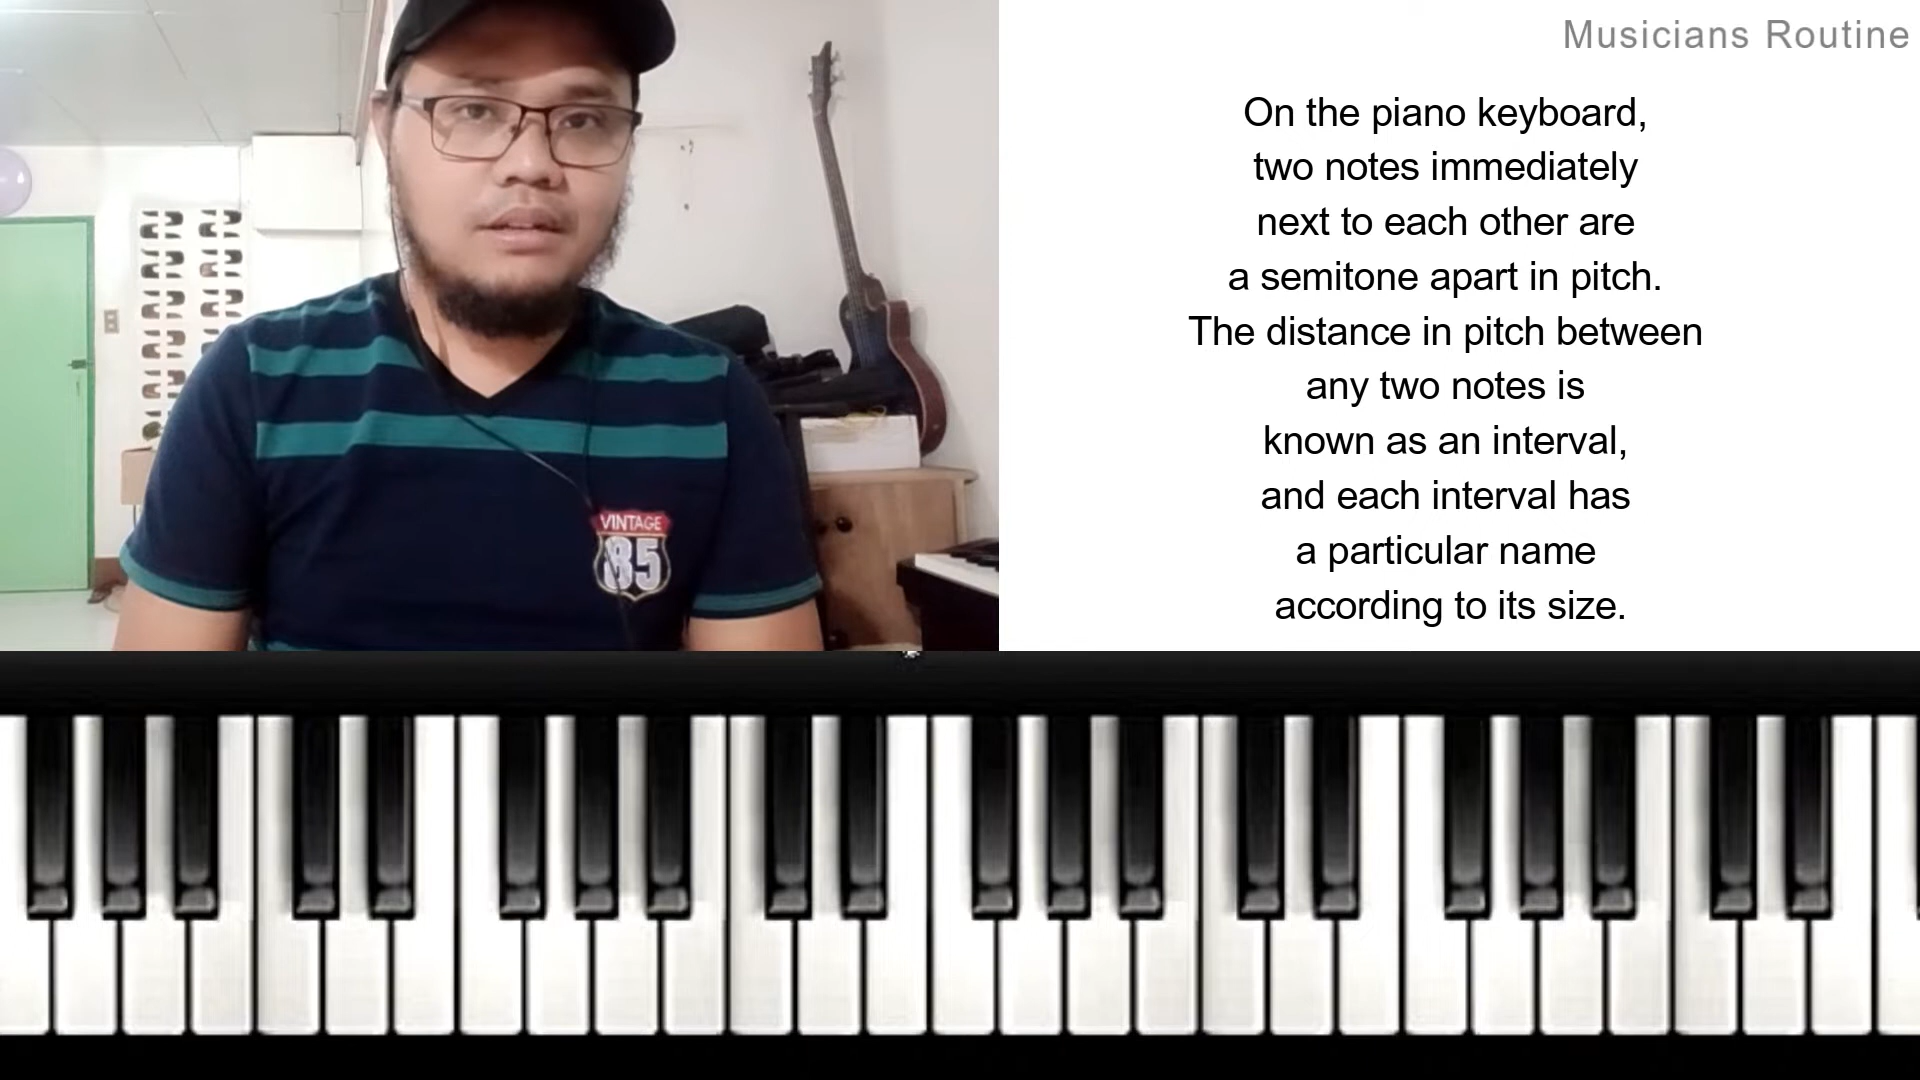 Musicians Routine
On the piano keyboard,
two notes immediately
next to each other are
a semitone apart in pitch.
The distance in pitch between
any two notes is
known as an interval,
and each interval has
a particular name
according to its size.
VINTAGE
85